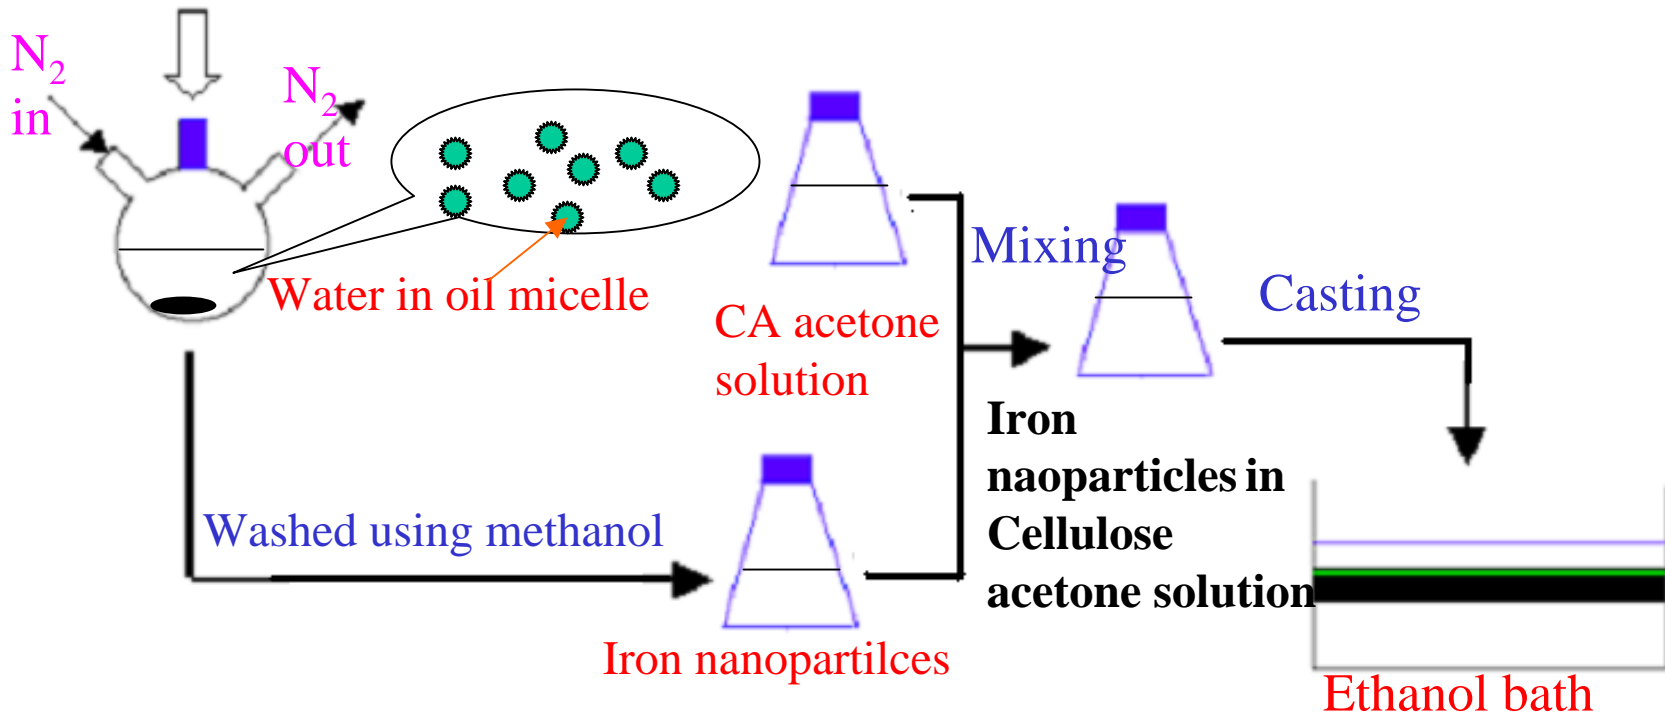 N2
in
N2
out
Water in oil micelle
CA acetone
solution
Mixing
Casting
Iron
naoparticles in
Cellulose
acetone solution
Washed using methanol
Iron nanopartilces
Ethanol bath